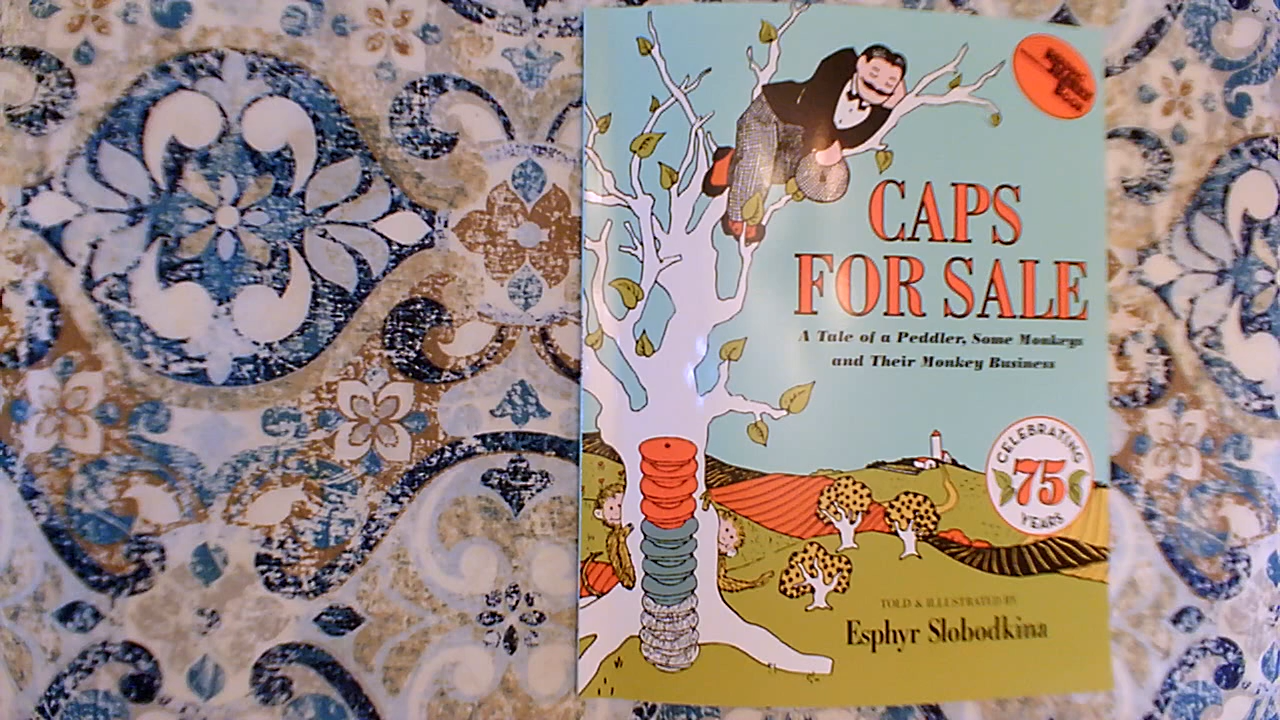 CAPS
FOR SALE
A Tale of a Peddler, Some Monkeys
and Their Monkey Business
CELEBRATING
75
YEARS
TOLD & ILLUSTRATED BY
Esphyr Slobodkina